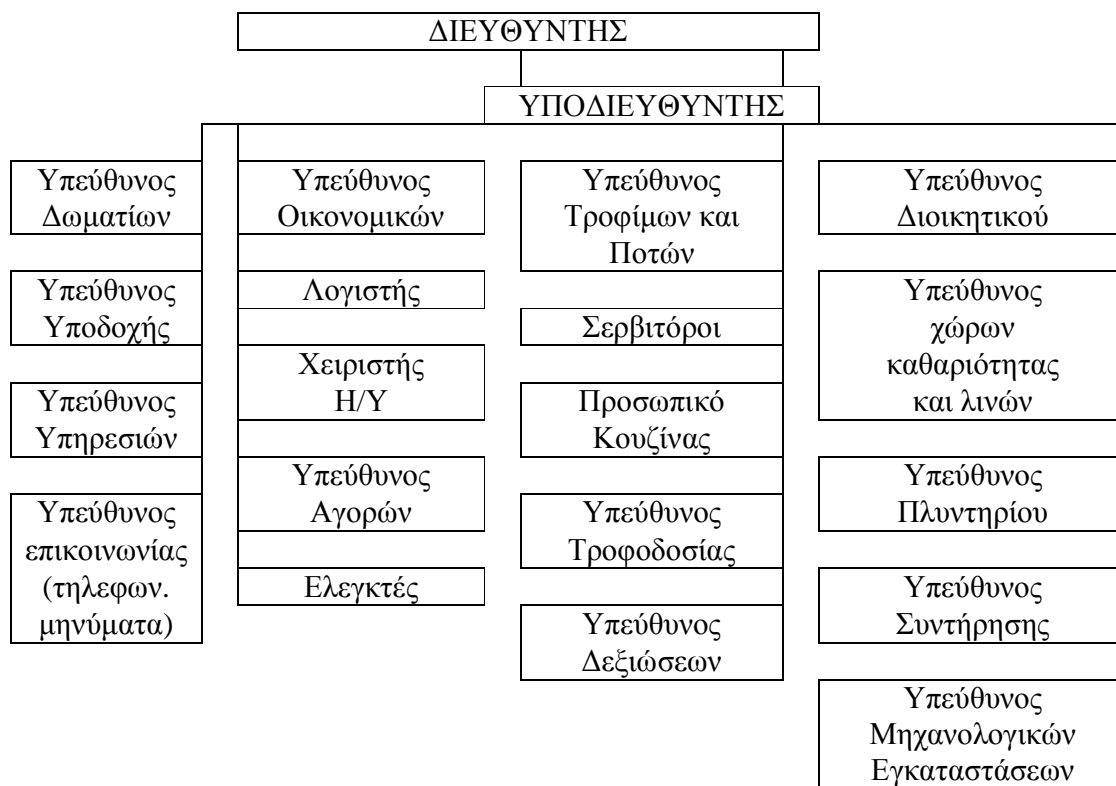 ΔΙΕΥΘΥΝΤΗΣ
ΥΠΟΔΙΕΥΘΥΝΤΗΣ
Υπεύθυνος
Δωματίων
Υπεύθυνος
Υποδοχής
Υπεύθυνος
Υπηρεσιών
Υπεύθυνος
επικοινωνίας
(τηλεφων.
μηνύματα)
Υπεύθυνος
Οικονομικών
Λογιστής
Χειριστής
Η/Υ
Υπεύθυνος
Αγορών
Ελεγκτές
Υπεύθυνος
Τροφίμων και
Ποτών
Σερβιτόροι
Προσωπικό
Κουζίνας
Υπεύθυνος
Τροφοδοσίας
Υπεύθυνος
Δεξιώσεων
Υπεύθυνος
Διοικητικού
Υπεύθυνος
χώρων
καθαριότητας
και λινών
Υπεύθυνος
Πλυντηρίου
Υπεύθυνος
Συντήρησης
Υπεύθυνος
Μηχανολογικών
Εγκαταστάσεων